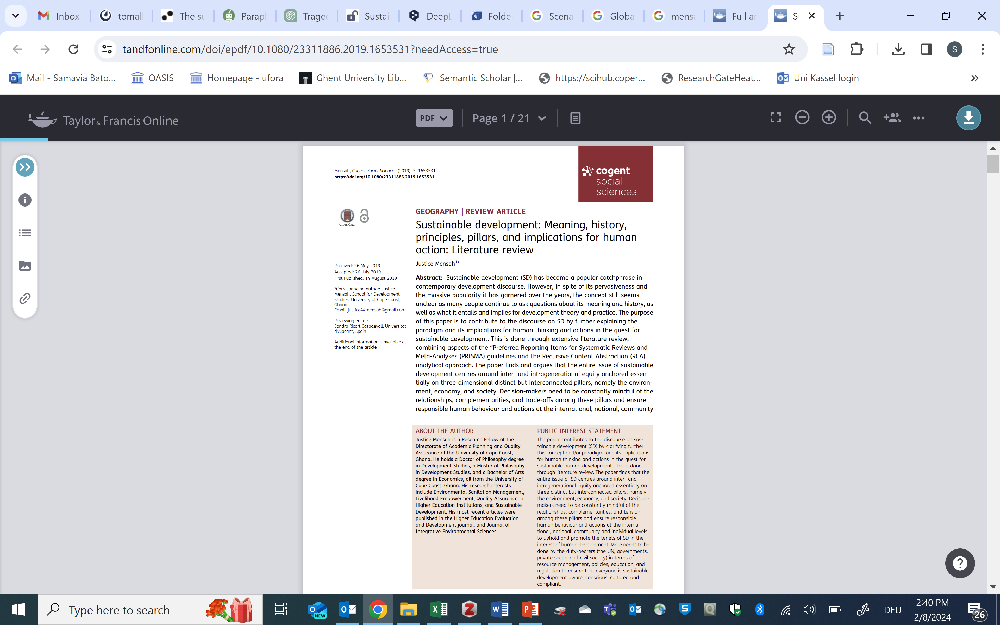 Inbox
tomal
The su
Parap
Traged
Sustai
DeepL
Folde
Scena
Globa
mensa
Full ar
S
tandfonline.com/doi/epdf/10.1080/23311886.2019.1653531?needAccess=true
S
Mail - Samavia Bato...
OASIS
Homepage - ufora
Ghent University Lib...
Semantic Scholar |...
https://scihub.coper...
ResearchGateHeat...
Uni Kassel login
Taylor & Francis Online
PDF
Page 1 / 21
Mensah, Cogent Social Sciences (2019), 5: 1653531
https://doi.org/10.1080/23311886.2019.1653531
cogent
social
sciences
CrossMark
GEOGRAPHY | REVIEW ARTICLE
Sustainable development: Meaning, history,
principles, pillars, and implications for human
action: Literature review
Justice Mensah1*
Received: 26 May 2019
Accepted: 26 July 2019
First Published: 14 August 2019
*Corresponding author: Justice
Mensah, School for Development
Studies, University of Cape Coast,
Ghana
Email: justice44mensah@gmail.com
Reviewing editor:
Sandra Ricart Casadevall, Universitat
d'Alacant, Spain
Additional information is available at
the end of the article
Abstract: Sustainable development (SD) has become a popular catchphrase in
contemporary development discourse. However, in spite of its pervasiveness and
the massive popularity it has garnered over the years, the concept still seems
unclear as many people continue to ask questions about its meaning and history, as
well as what it entails and implies for development theory and practice. The purpose
of this paper is to contribute to the discourse on SD by further explaining the
paradigm and its implications for human thinking and actions in the quest for
sustainable development. This is done through extensive literature review,
combining aspects of the “Preferred Reporting Items for Systematic Reviews and
Meta-Analyses (PRISMA) guidelines and the Recursive Content Abstraction (RCA)
analytical approach. The paper finds and argues that the entire issue of sustainable
development centres around inter- and intragenerational equity anchored essen-
tially on three-dimensional distinct but interconnected pillars, namely the environ-
ment, economy, and society. Decision-makers need to be constantly mindful of the
relationships, complementarities, and trade-offs among these pillars and ensure
responsible human behaviour and actions at the international, national, community
ABOUT THE AUTHOR
Justice Mensah is a Research Fellow at the
Directorate of Academic Planning and Quality
Assurance of the University of Cape Coast,
Ghana. He holds a Doctor of Philosophy degree
in Development Studies, a Master of Philosophy
in Development Studies, and a Bachelor of Arts
degree in Economics, all from the University of
Cape Coast, Ghana. His research interests
include Environmental Sanitation Management,
Livelihood Empowerment, Quality Assurance in
Higher Education Institutions, and Sustainable
Development. His most recent articles were
published in the Higher Education Evaluation
and Development journal, and Journal of
Integrative Environmental Sciences
PUBLIC INTEREST STATEMENT
The paper contributes to the discourse on sus-
tainable development (SD) by clarifying further
this concept and/or paradigm, and its implications
for human thinking and actions in the quest for
sustainable human development. This is done
through literature review. The paper finds that the
entire issue of SD centres around inter- and
intragenerational equity anchored essentially on
three distinct but interconnected pillars, namely
the environment, economy, and society. Decision-
makers need to be constantly mindful of the
relationships, complementarities, and tension
among these pillars and ensure responsible
human behaviour and actions at the interna-
tional, national, community and individual levels
to uphold and promote the tenets of SD in the
interest of human development. More needs to be
done by the duty-bearers (the UN, governments,
private sector and civil society) in terms of
resource management, policies, education, and
regulation to ensure that everyone is sustainable
development aware, conscious, cultured and
compliant.
Type here to search
NEW
DEU
2:40 PM
2/8/2024
26